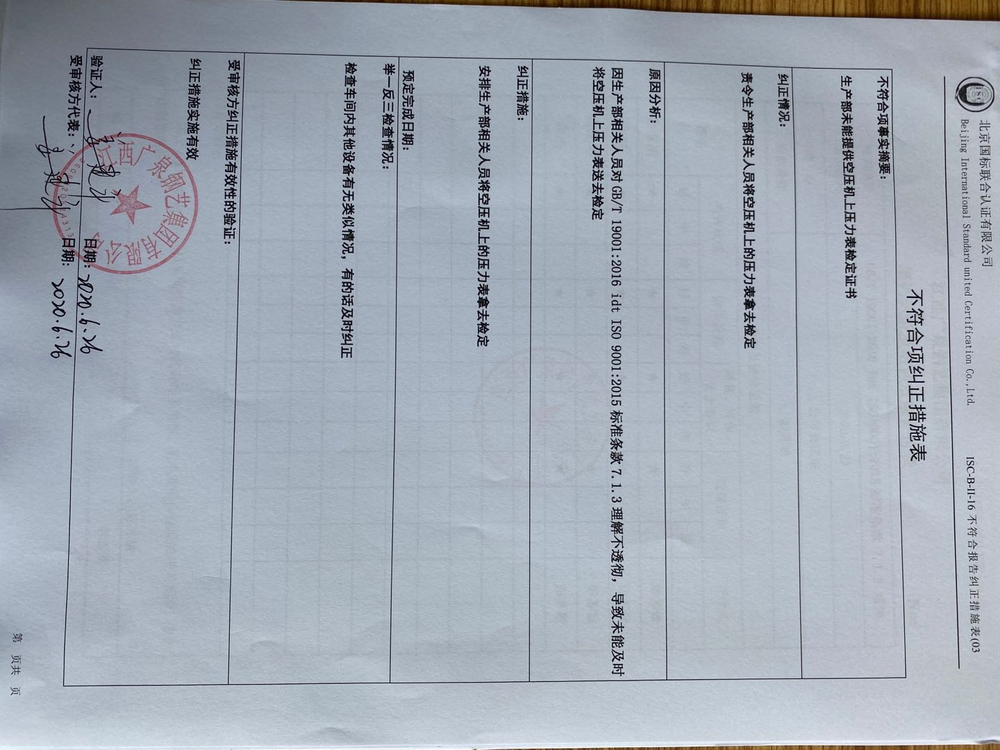 ISC
北京国标联合认证有限公司
Beijing International Standard united Certification Co.,Ltd.
ISC-B-II-16 不符合报告纠正措施表(03
不符合项纠正措施表
不符合项事实摘要：
生产部未能提供空压机上压力表检定证书
纠正情况：
责令生产部相关人员将空压机上的压力表拿去检定
原因分析：
因生产部相关人员对 GB/T 19001:2016 idt ISO 9001:2015 标准条款 7.1.3 理解不透彻，导致未能及时
将空压机上压力表送去检定
纠正措施：
安排生产部相关人员将空压机上的压力表拿去检定
预定完成日期：
举一反三检查情况：
检查车间内其他设备有无类似情况，有的话及时纠正
受审核方纠正措施有效性的验证：
纠正措施实施有效
验证人： 日期：2020.6.26
受审核方代表： 日期：2020.6.26
江西广泉钢艺集团有限公司
第 页共 页